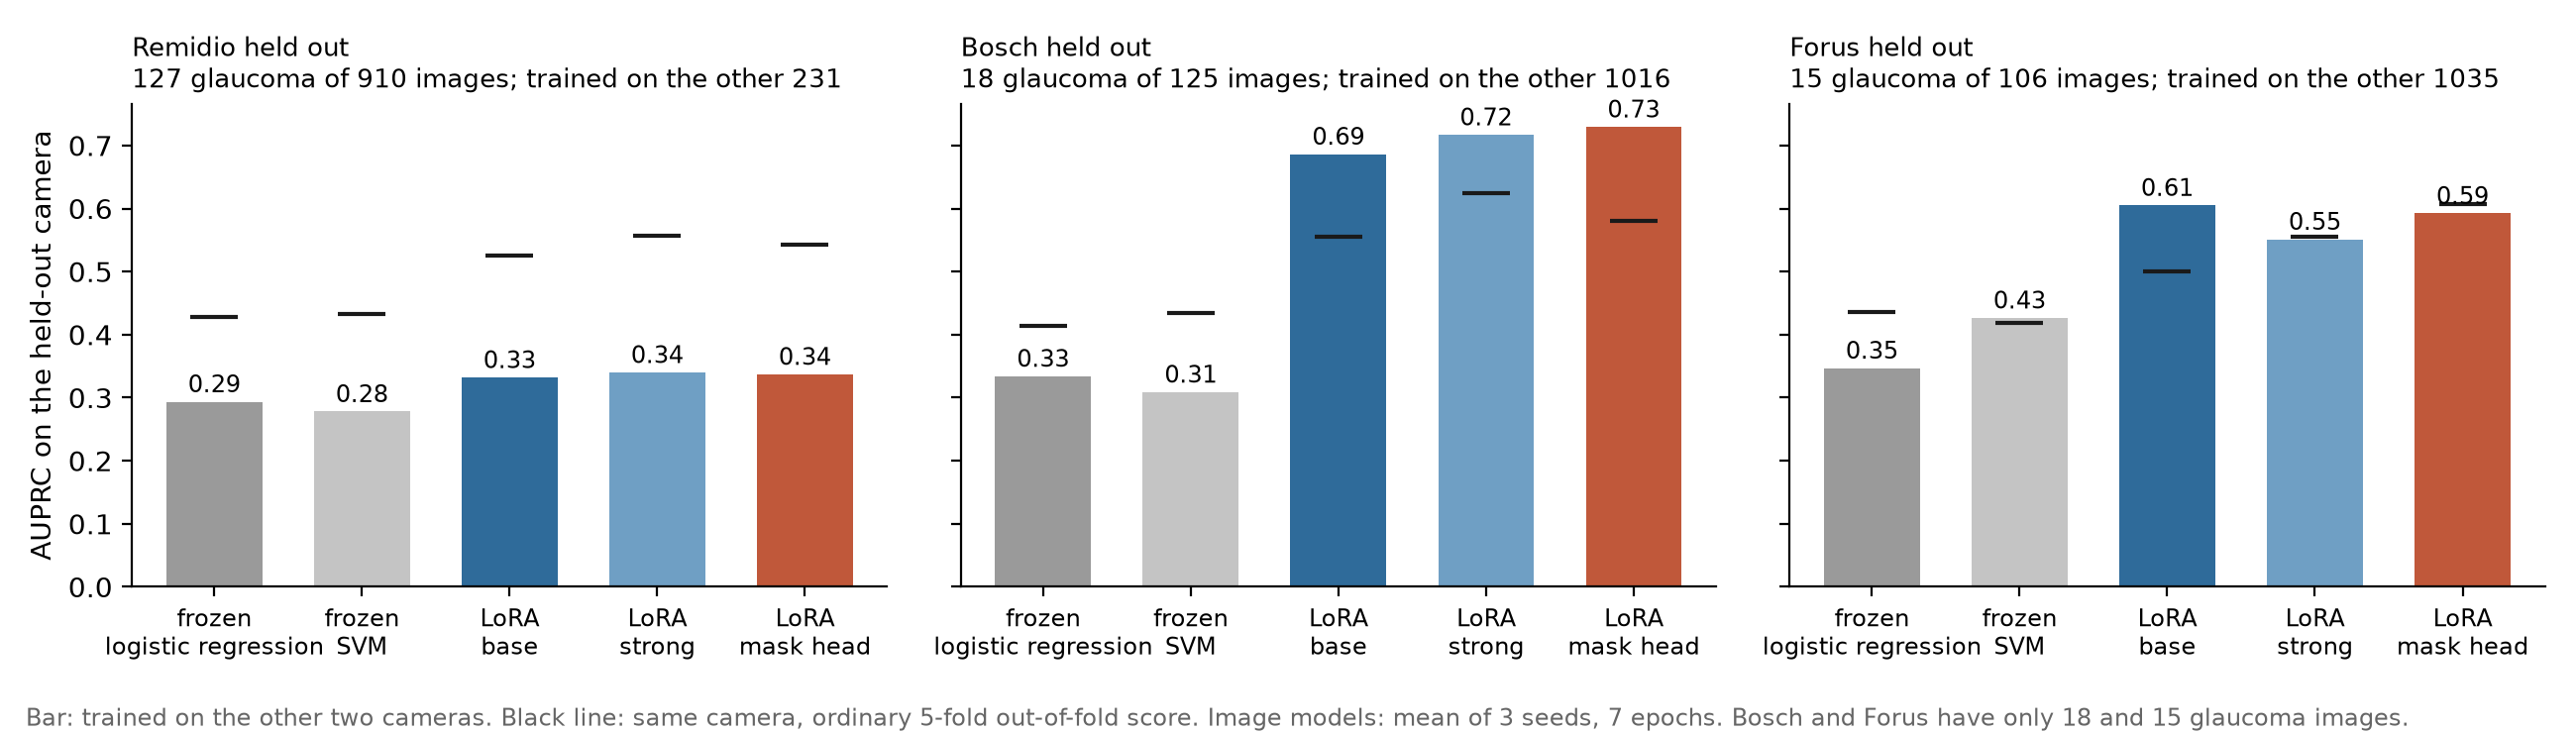 Remidio held out
127 glaucoma of 910 images; trained on the other 231
Bosch held out
18 glaucoma of 125 images; trained on the other 1016
Forus held out
15 glaucoma of 106 images; trained on the other 1035
AUPRC on the held-out camera
0.7
0.6
0.5
0.4
0.3
0.2
0.1
0.0
0.29
0.28
0.33
0.34
0.34
frozen
logistic regression
frozen
SVM
LoRA
base
LoRA
strong
LoRA
mask head
0.33
0.31
0.69
0.72
0.73
frozen
logistic regression
frozen
SVM
LoRA
base
LoRA
strong
LoRA
mask head
0.35
0.43
0.61
0.55
0.59
frozen
logistic regression
frozen
SVM
LoRA
base
LoRA
strong
LoRA
mask head
Bar: trained on the other two cameras. Black line: same camera, ordinary 5-fold out-of-fold score. Image models: mean of 3 seeds, 7 epochs. Bosch and Forus have only 18 and 15 glaucoma images.